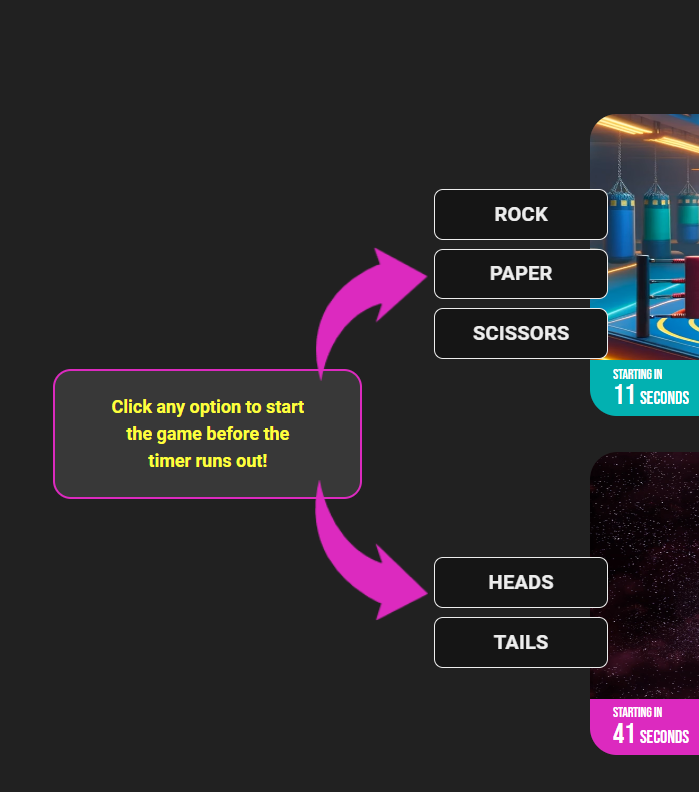 ROCK
PAPER
SCISSORS
STARTING IN
11 SECONDS
Click any option to start
the game before the
timer runs out!
HEADS
TAILS
STARTING IN
41 SECONDS